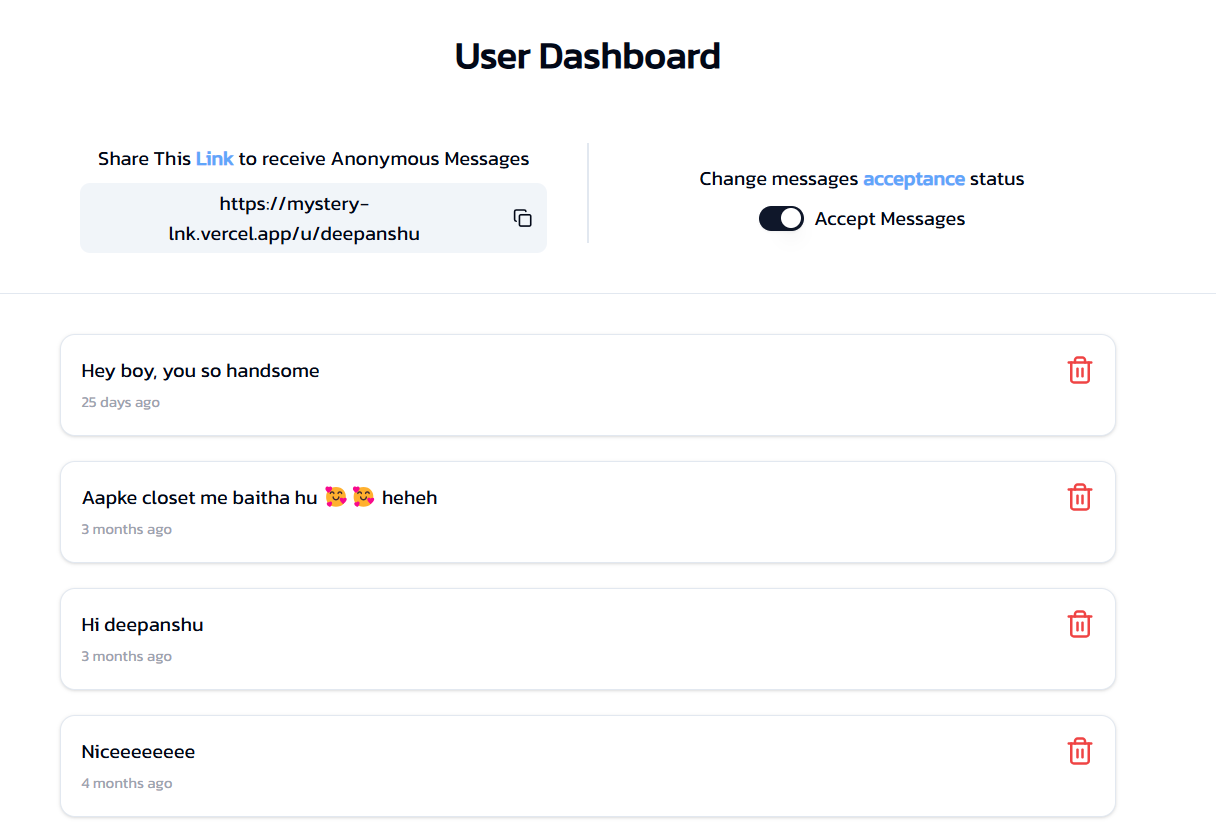 User Dashboard
Share This Link to receive Anonymous Messages
https://mystery-
lnk.vercel.app/u/deepanshu
Change messages acceptance status
Accept Messages
Hey boy, you so handsome
25 days ago
Aapke closet me baitha hu 🥰 🥰 heheh
3 months ago
Hi deepanshu
3 months ago
Niceeeeeeee
4 months ago